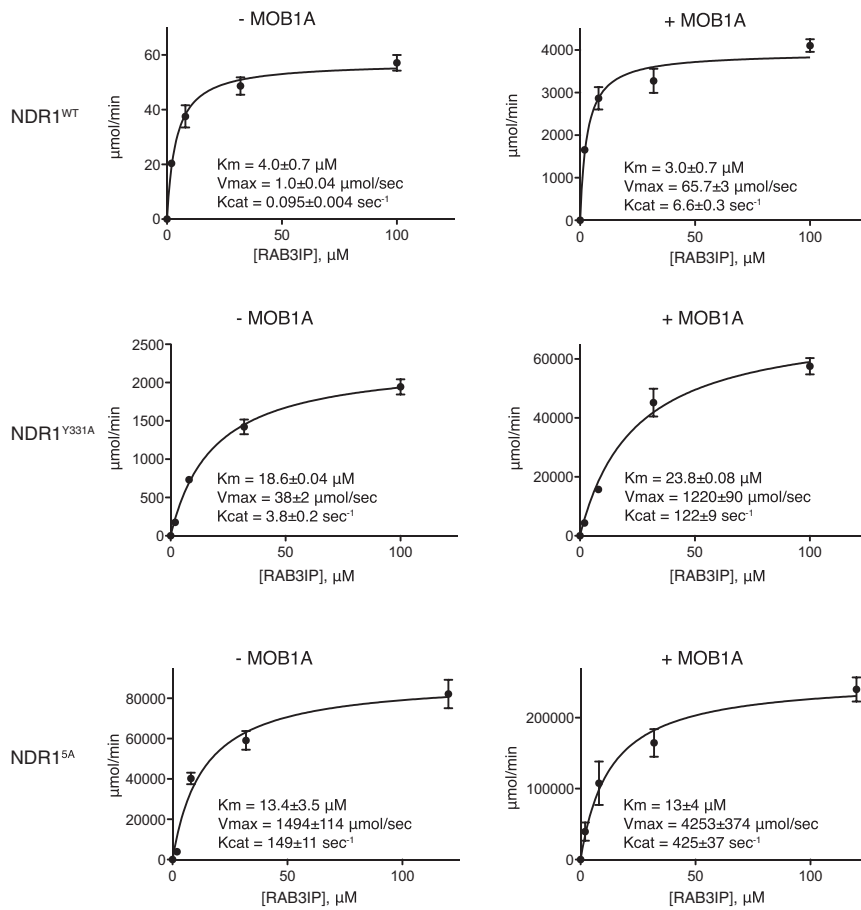 - MOB1A
+ MOB1A
NDR1ᵂᵀ
µmol/min
60
40
20
0
Km = 4.0±0.7 µM
Vmax = 1.0±0.04 µmol/sec
Kcat = 0.095±0.004 sec⁻¹
0 50 100
[RAB3IP], µM
µmol/min
4000
3000
2000
1000
0
Km = 3.0±0.7 µM
Vmax = 65.7±3 µmol/sec
Kcat = 6.6±0.3 sec⁻¹
0 50 100
[RAB3IP], µM
- MOB1A
+ MOB1A
NDR1ʸ³³¹ᴬ
µmol/min
2500
2000
1500
1000
500
0
Km = 18.6±0.04 µM
Vmax = 38±2 µmol/sec
Kcat = 3.8±0.2 sec⁻¹
0 50 100
[RAB3IP], µM
µmol/min
60000
40000
20000
0
Km = 23.8±0.08 µM
Vmax = 1220±90 µmol/sec
Kcat = 122±9 sec⁻¹
0 50 100
[RAB3IP], µM
- MOB1A
+ MOB1A
NDR1⁵ᴬ
µmol/min
80000
60000
40000
20000
0
Km = 13.4±3.5 µM
Vmax = 1494±114 µmol/sec
Kcat = 149±11 sec⁻¹
0 50 100
[RAB3IP], µM
µmol/min
200000
100000
0
Km = 13±4 µM
Vmax = 4253±374 µmol/sec
Kcat = 425±37 sec⁻¹
0 50 100
[RAB3IP], µM